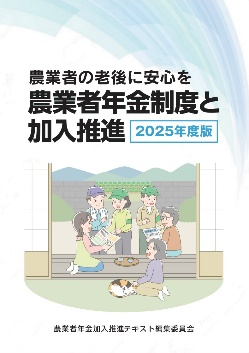 農業者の老後に安心を
農業者年金制度と
加入推進 2025年度版
農業者年金加入推進テキスト編集委員会